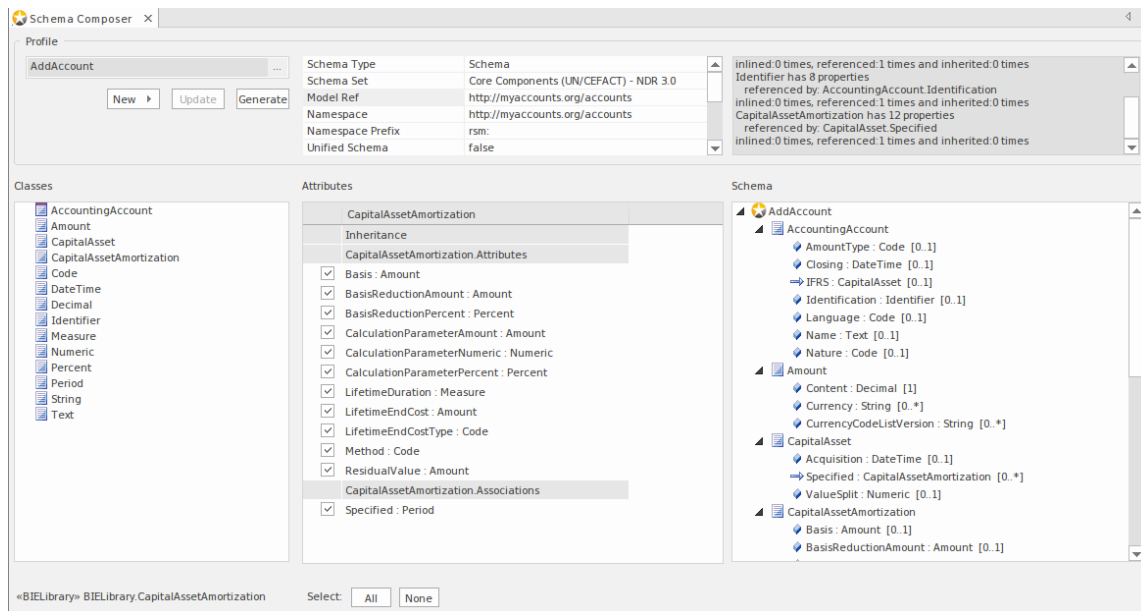 Schema Composer
Profile
AddAccount ...
New Update Generate
Schema Type Schema
Schema Set Core Components (UN/CEFACT) - NDR 3.0
Model Ref http://myaccounts.org/accounts
Namespace http://myaccounts.org/accounts
Namespace Prefix rsm:
Unified Schema false
inlined:0 times, referenced:1 times and inherited:0 times
Identifier has 8 properties
referenced by: AccountingAccount.Identification
inlined:0 times, referenced:1 times and inherited:0 times
CapitalAssetAmortization has 12 properties
referenced by: CapitalAsset.Specified
inlined:0 times, referenced:1 times and inherited:0 times
Classes
AccountingAccount
Amount
CapitalAsset
CapitalAssetAmortization
Code
DateTime
Decimal
Identifier
Measure
Numeric
Percent
Period
String
Text
Attributes
CapitalAssetAmortization
Inheritance
CapitalAssetAmortization.Attributes
Basis : Amount
BasisReductionAmount : Amount
BasisReductionPercent : Percent
CalculationParameterAmount : Amount
CalculationParameterNumeric : Numeric
CalculationParameterPercent : Percent
LifetimeDuration : Measure
LifetimeEndCost : Amount
LifetimeEndCostType : Code
Method : Code
ResidualValue : Amount
CapitalAssetAmortization.Associations
Specified : Period
Schema
AddAccount
AccountingAccount
AmountType : Code [0..1]
Closing : DateTime [0..1]
IFRS : CapitalAsset [0..1]
Identification : Identifier [0..1]
Language : Code [0..1]
Name : Text [0..1]
Nature : Code [0..1]
Amount
Content : Decimal [1]
Currency : String [0..*]
CurrencyCodeListVersion : String [0..*]
CapitalAsset
Acquisition : DateTime [0..1]
Specified : CapitalAssetAmortization [0..*]
ValueSplit : Numeric [0..1]
CapitalAssetAmortization
Basis : Amount [0..1]
BasisReductionAmount : Amount [0..1]
«BIELibrary» BIELibrary.CapitalAssetAmortization
Select: All None